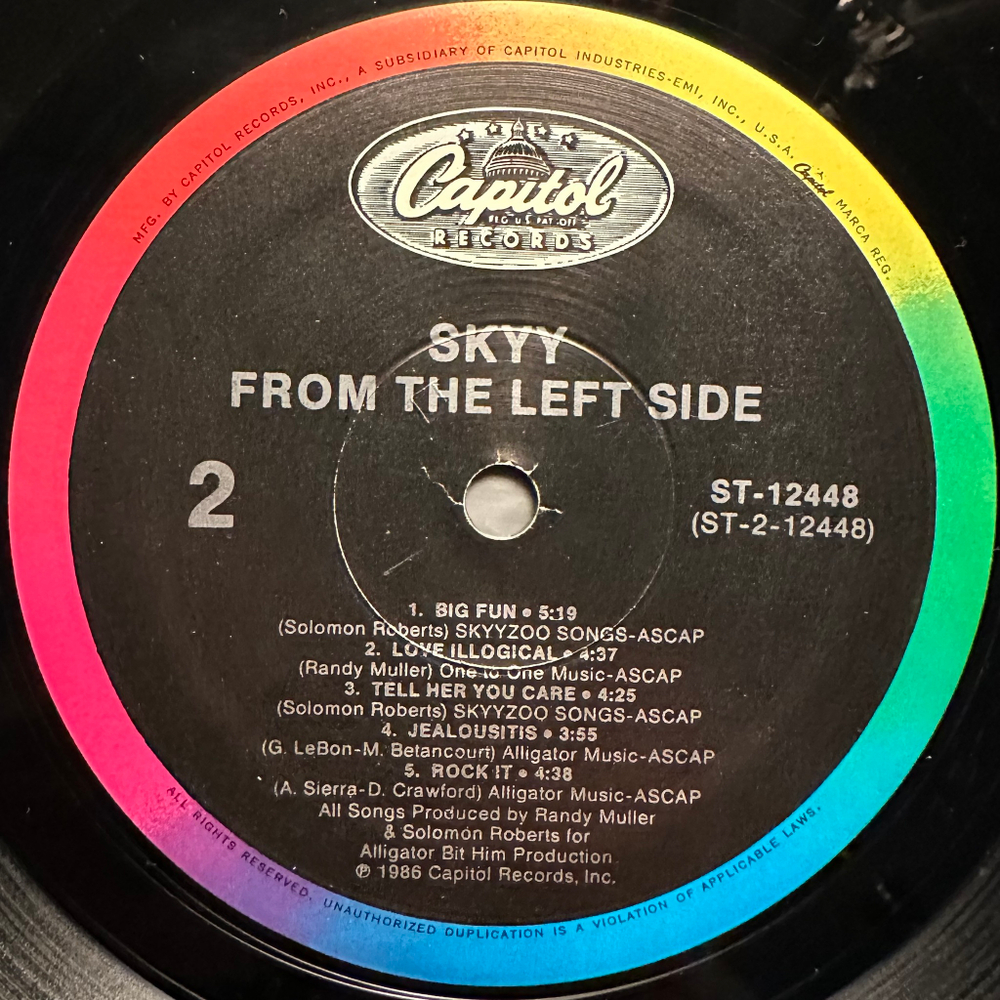 MFG. BY CAPITOL RECORDS, INC., A SUBSIDIARY OF CAPITOL INDUSTRIES-EMI, INC., U.S.A. Capitol MARCA REG.
Capitol
REG U.S. PAT. OFF.
RECORDS
SKYY
FROM THE LEFT SIDE
2
ST-12448
(ST-2-12448)
1. BIG FUN • 5:19
(Solomon Roberts) SKYYZOO SONGS-ASCAP
2. LOVE ILLOGICAL • 4:37
(Randy Muller) One to One Music-ASCAP
3. TELL HER YOU CARE • 4:25
(Solomon Roberts) SKYYZOO SONGS-ASCAP
4. JEALOUSITIS • 3:55
(G. LeBon-M. Betancourt) Alligator Music-ASCAP
5. ROCK IT • 4:38
(A. Sierra-D. Crawford) Alligator Music-ASCAP
All Songs Produced by Randy Muller
& Solomon Roberts for
Alligator Bit Him Production
℗ 1986 Capitol Records, Inc.
ALL RIGHTS RESERVED. UNAUTHORIZED DUPLICATION IS A VIOLATION OF APPLICABLE LAWS.